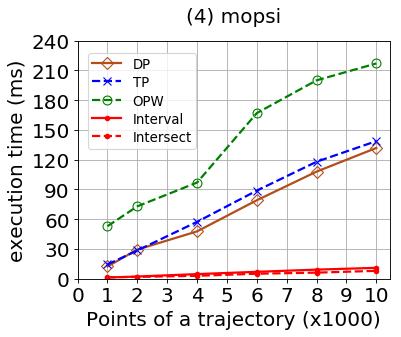 (4) mopsi
execution time (ms)
240
210
180
150
120
90
60
30
0
DP
TP
OPW
Interval
Intersect
0 1 2 3 4 5 6 7 8 9 10
Points of a trajectory (x1000)